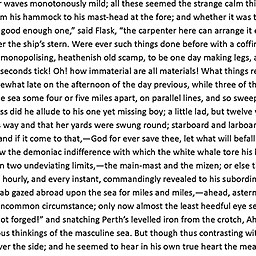 r waves monotonously mild; all these seemed the strange calm thi
m his hammock to his mast-head at the fore; and whether it was t
good enough one," said Flask, "the carpenter here can arrange it e
er the ship's stern. Were ever such things done before with a coffin
monopolising, heathenish old scamp, to be one day making legs, a
seconds tick! Oh! how immaterial are all materials! What things re
ewhat late on the afternoon of the day previous, while three of th
e sea some four or five miles apart, on parallel lines, and so sweep
ss did he allude to his one yet missing boy; a little lad, but twelve
s way and that her yards were swung round; starboard and larboar
and if it come to that,—God for ever save thee, let what will befall
w the demoniac indifference with which the white whale tore his h
n two undeviating limits,—the main-mast and the mizen; or else t
hourly, and every instant, commandingly revealed to his subordin
ab gazed abroad upon the sea for miles and miles,—ahead, astern
uncommon circumstance; only now almost the least heedful eye se
ot forged!" and snatching Perth's levelled iron from the crotch, Ah
ous thinkings of the masculine sea. But though thus contrasting wit
ver the side; and he seemed to hear in his own true heart the mea